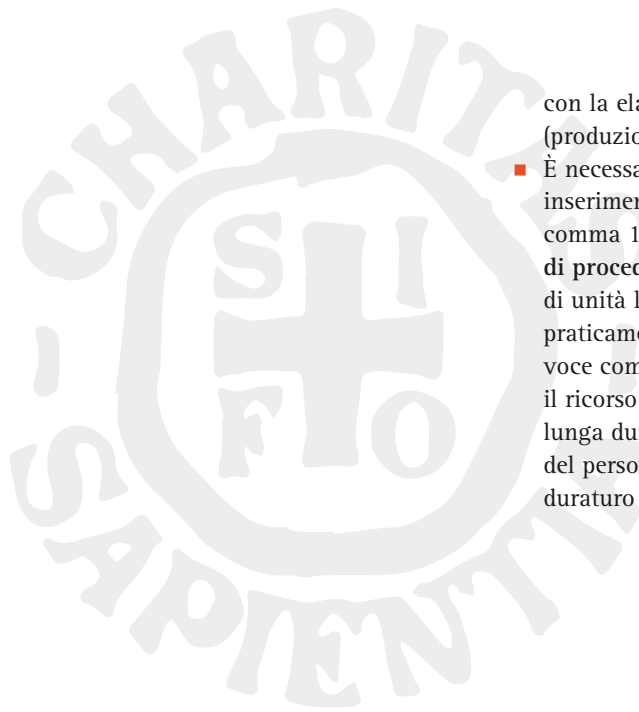 CHARITAS
con la ela
(produzio
È necessa
inserimer
comma 1
di proced
di unità l
praticame
voce com
il ricorso
lunga du
del perso
duraturo
S I
F O
SAPIENTIA